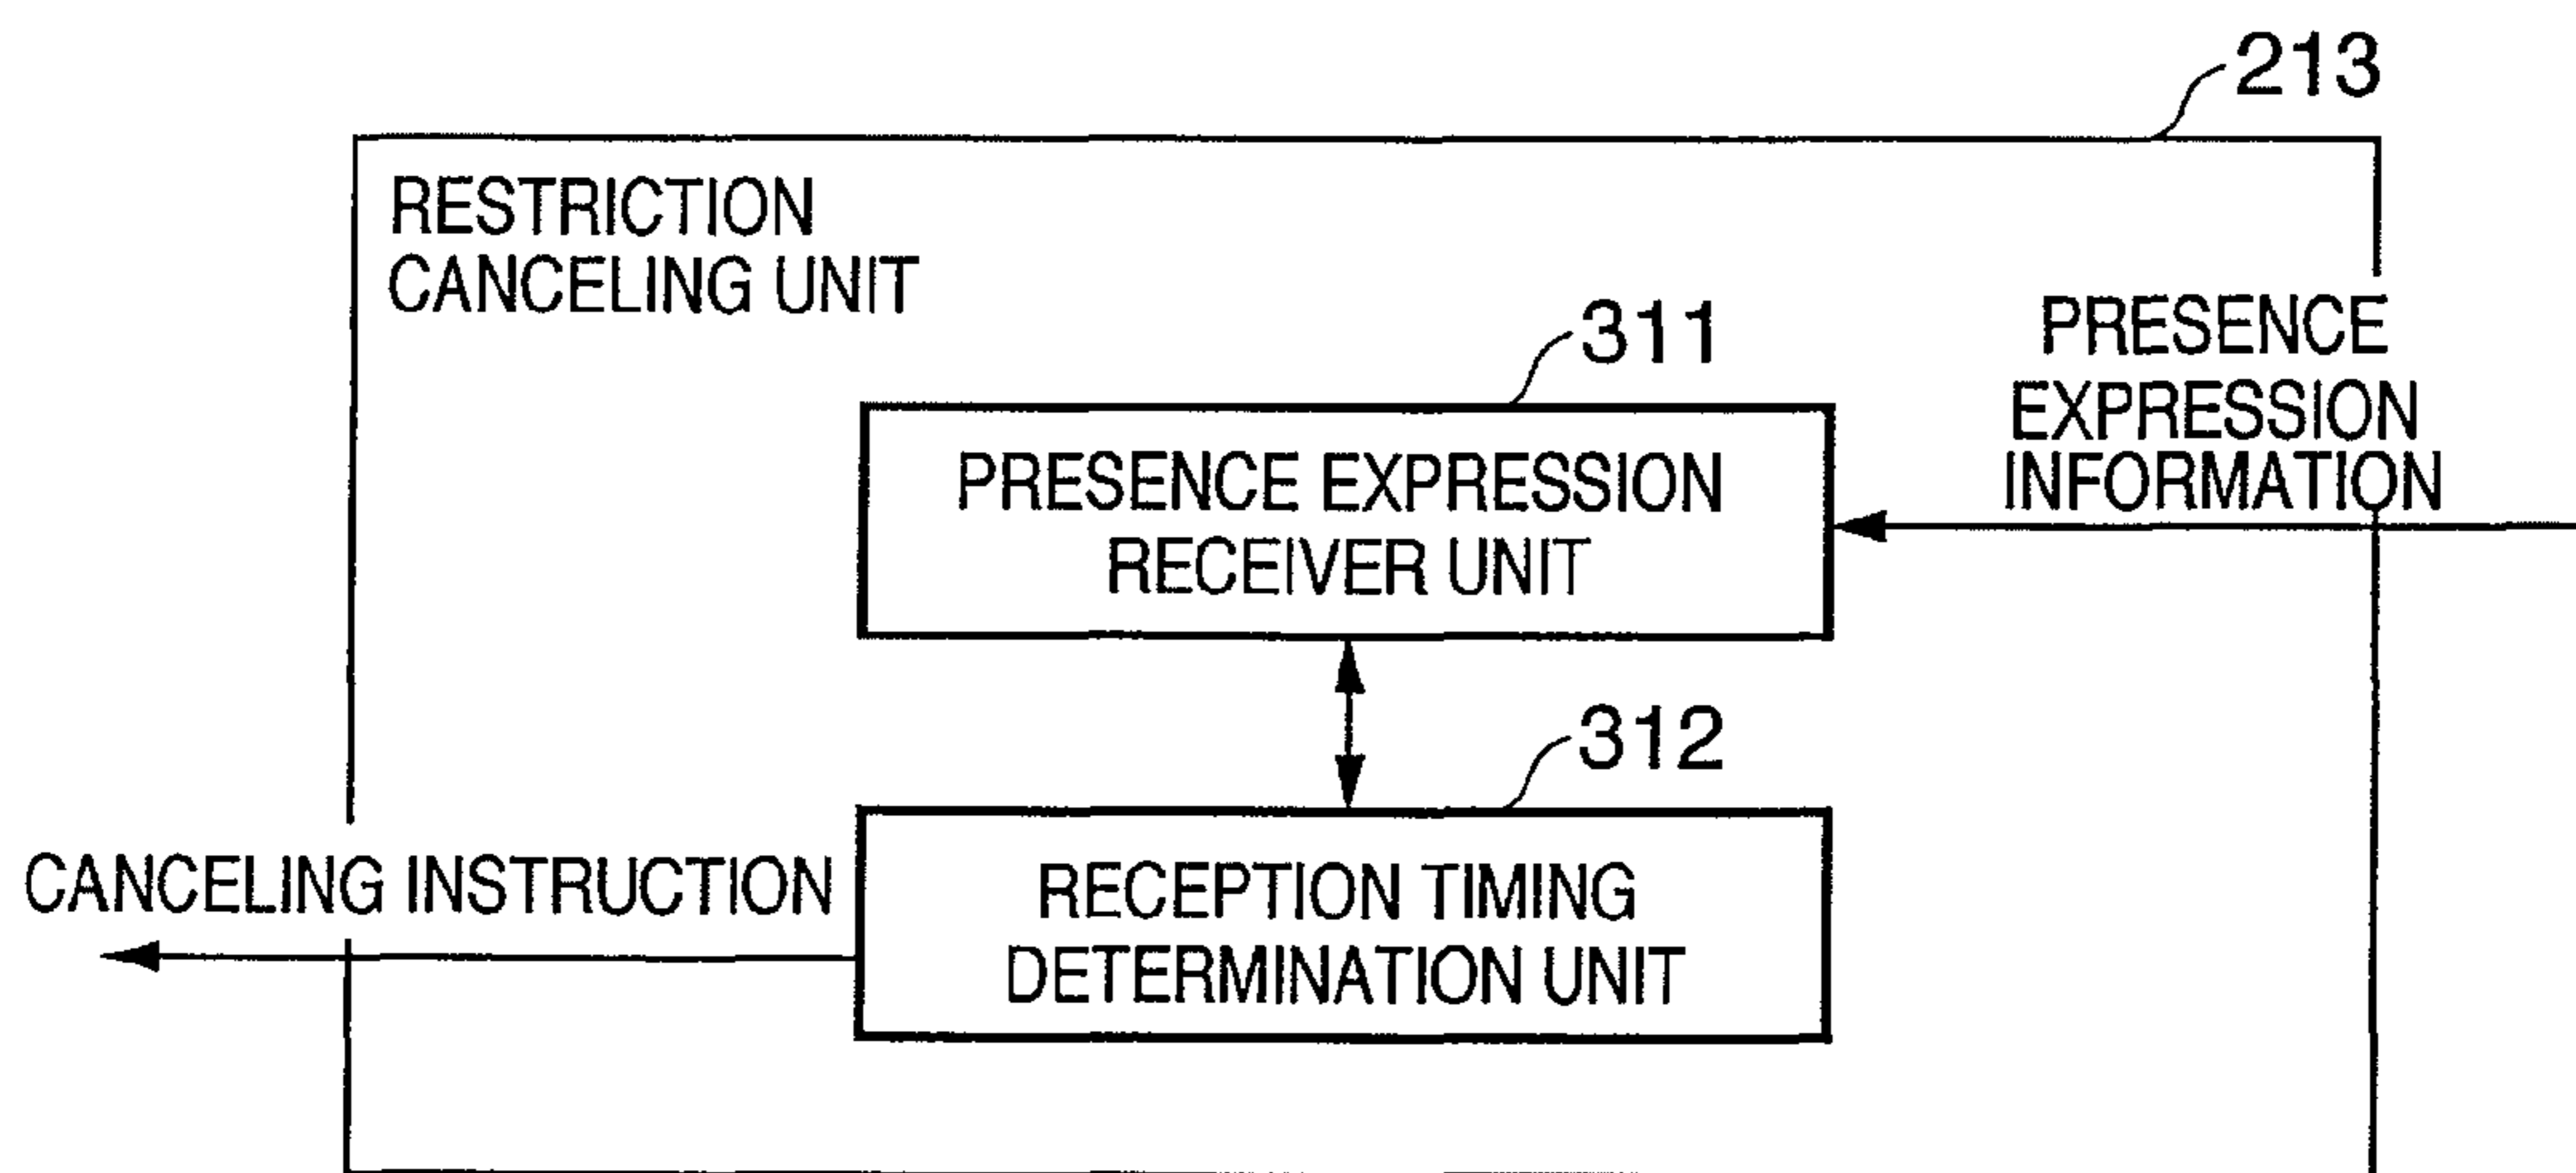 213
RESTRICTION
CANCELING UNIT
311
PRESENCE
EXPRESSION
INFORMATION
PRESENCE EXPRESSION
RECEIVER UNIT
312
CANCELING INSTRUCTION
RECEPTION TIMING
DETERMINATION UNIT